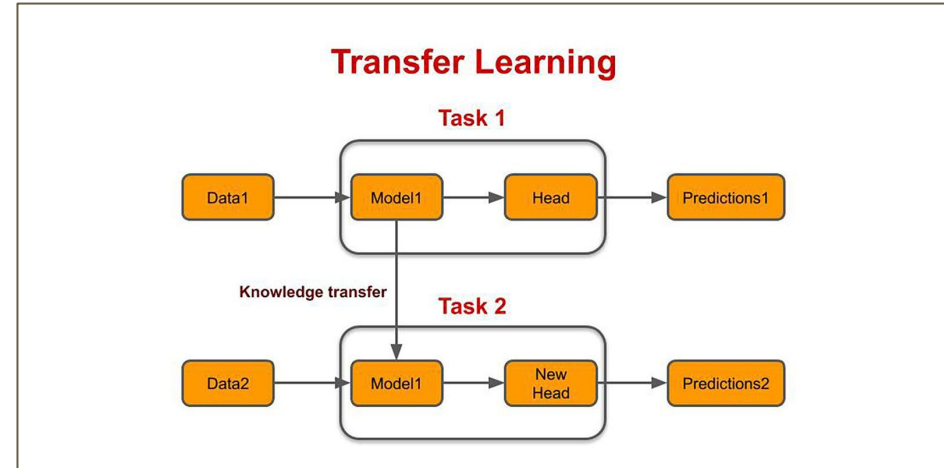 Transfer Learning
Task 1
Data1
Model1
Head
Predictions1
Knowledge transfer
Task 2
Data2
Model1
New
Head
Predictions2